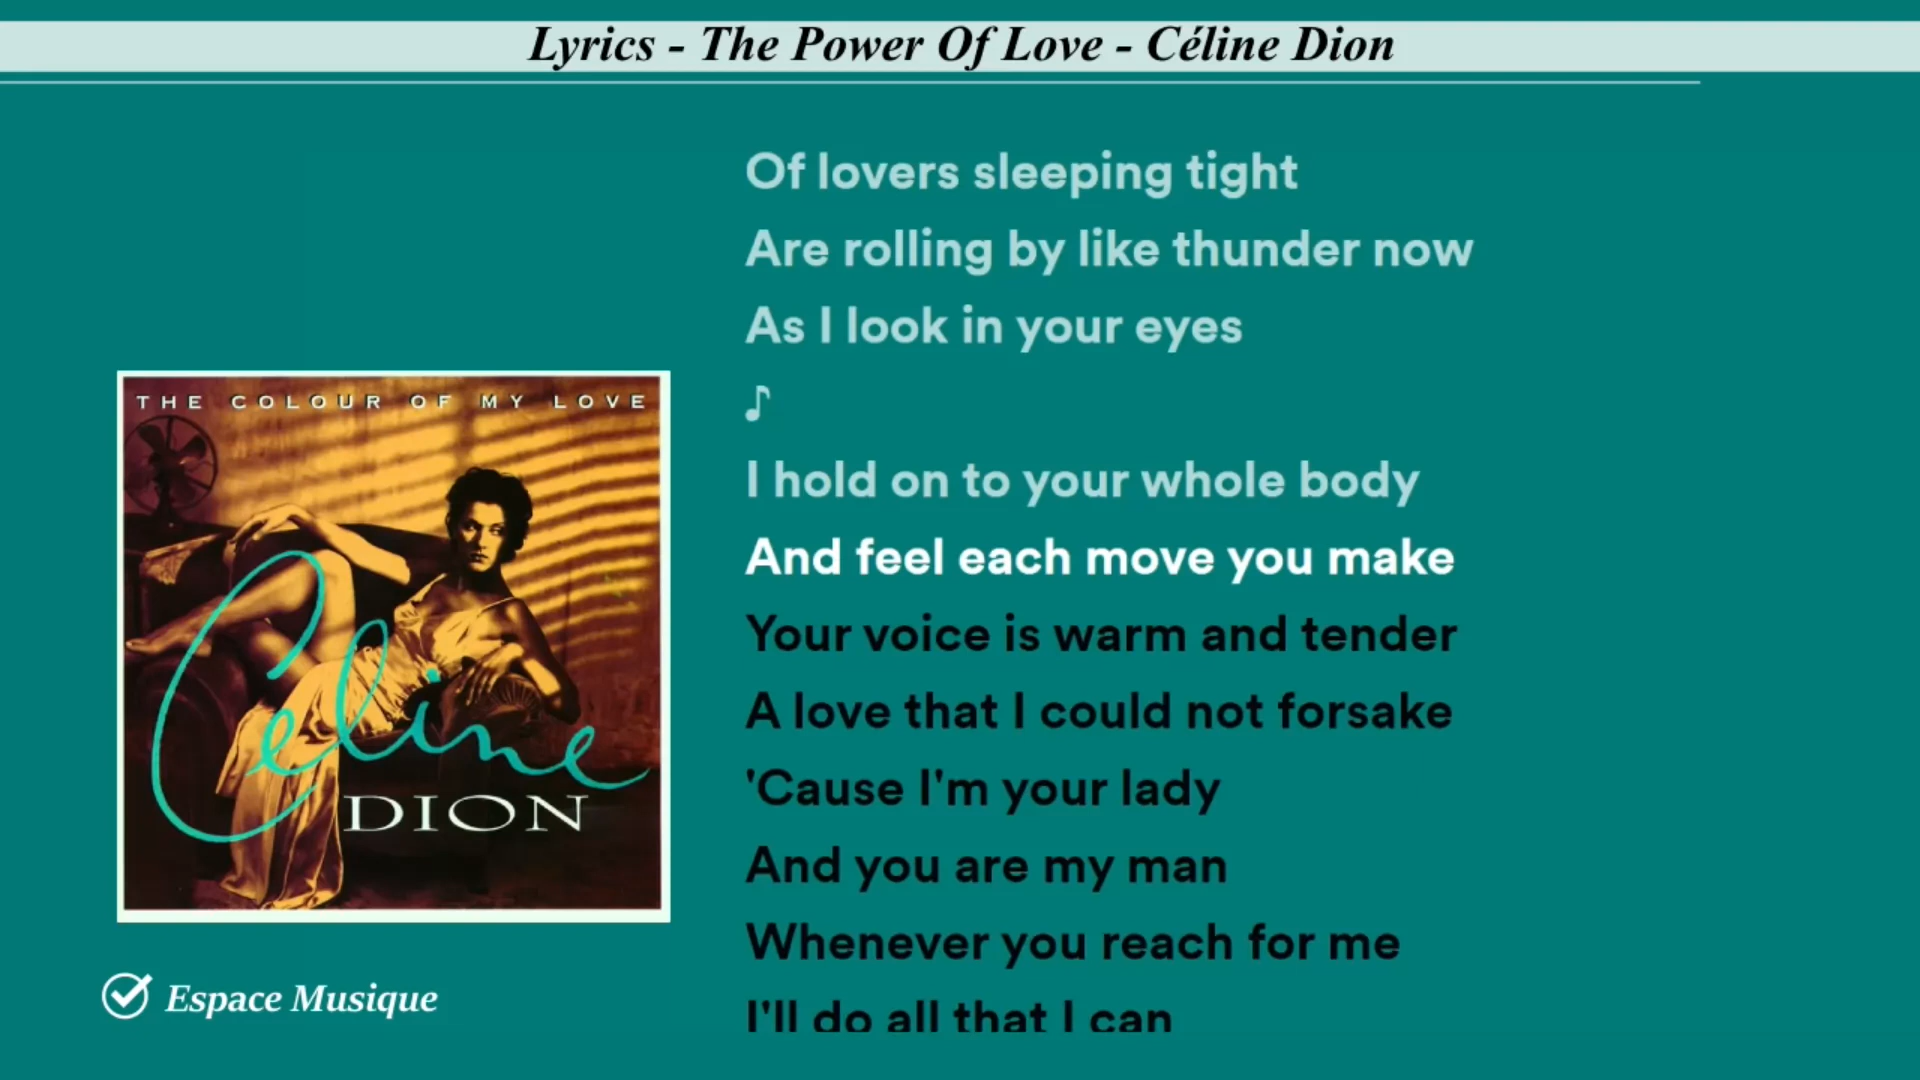 Lyrics - The Power Of Love - Céline Dion
Of lovers sleeping tight
Are rolling by like thunder now
As I look in your eyes
♪
I hold on to your whole body
And feel each move you make
Your voice is warm and tender
A love that I could not forsake
'Cause I'm your lady
And you are my man
Whenever you reach for me
I'll do all that I can
THE COLOUR OF MY LOVE
Céline
DION
Espace Musique